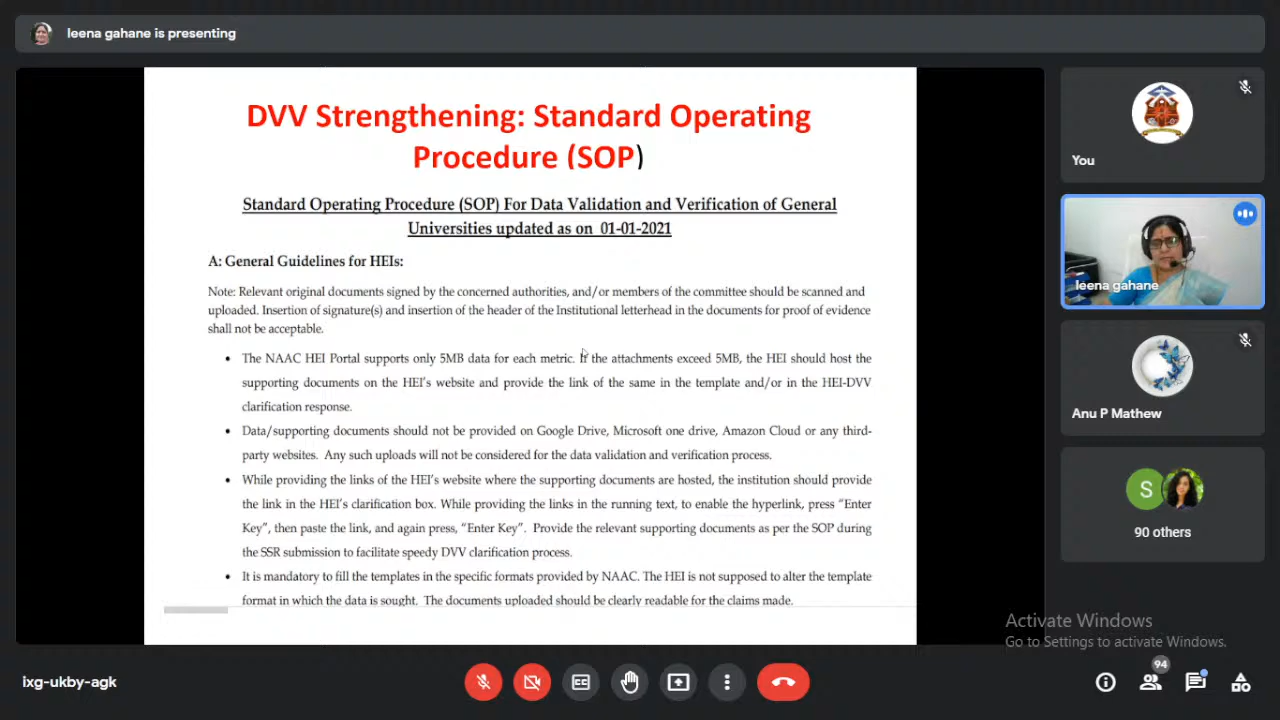 leena gahane is presenting
DVV Strengthening: Standard Operating
Procedure (SOP)
Standard Operating Procedure (SOP) For Data Validation and Verification of General
Universities updated as on 01-01-2021
A: General Guidelines for HEIs:
Note: Relevant original documents signed by the concerned authorities, and/or members of the committee should be scanned and
uploaded. Insertion of signature(s) and insertion of the header of the Institutional letterhead in the documents for proof of evidence
shall not be acceptable.
• The NAAC HEI Portal supports only 5MB data for each metric. If the attachments exceed 5MB, the HEI should host the
supporting documents on the HEI's website and provide the link of the same in the template and/or in the HEI-DVV
clarification response.
• Data/supporting documents should not be provided on Google Drive, Microsoft one drive, Amazon Cloud or any third-
party websites. Any such uploads will not be considered for the data validation and verification process.
• While providing the links of the HEI's website where the supporting documents are hosted, the institution should provide
the link in the HEI's clarification box. While providing the links in the running text, to enable the hyperlink, press "Enter
Key", then paste the link, and again press, "Enter Key". Provide the relevant supporting documents as per the SOP during
the SSR submission to facilitate speedy DVV clarification process.
• It is mandatory to fill the templates in the specific formats provided by NAAC. The HEI is not supposed to alter the template
format in which the data is sought. The documents uploaded should be clearly readable for the claims made.
You
leena gahane
Anu P Mathew
S
90 others
Activate Windows
Go to Settings to activate Windows.
ixg-ukby-agk
94